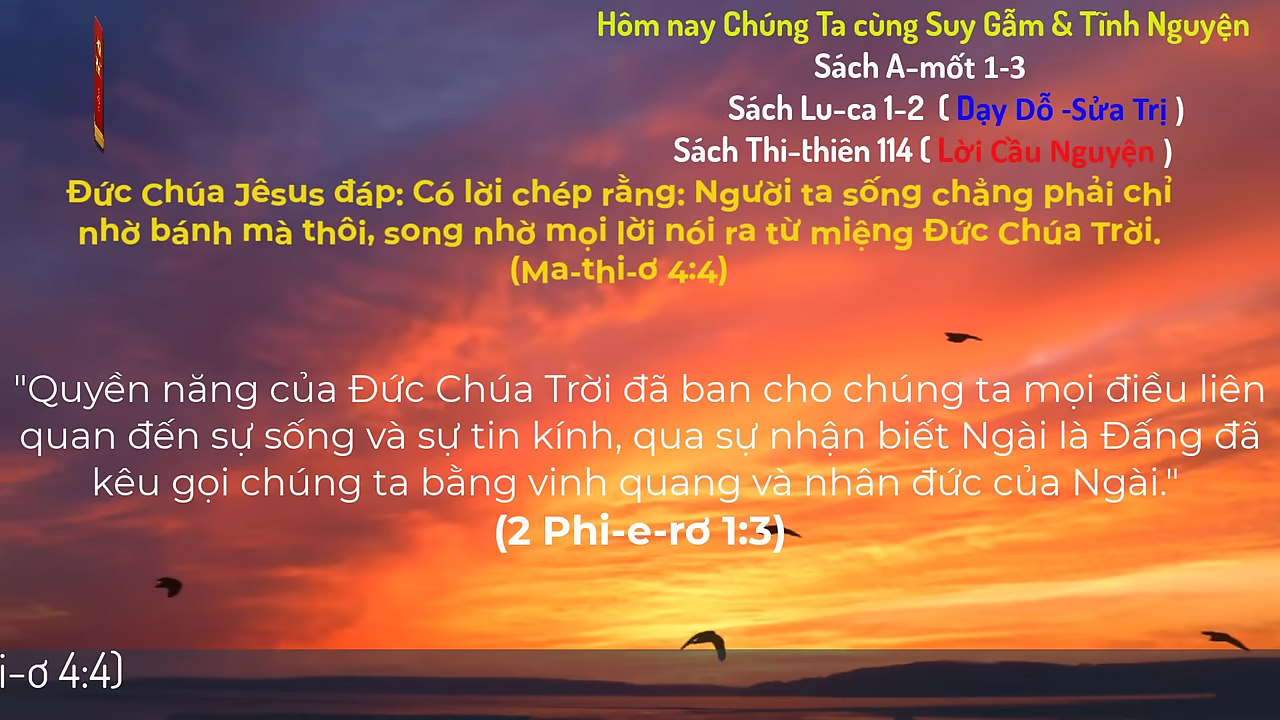 Hôm nay Chúng Ta cùng Suy Gẫm & Tĩnh Nguyện
Sách A-mốt 1-3
Sách Lu-ca 1-2 ( Dạy Dỗ -Sửa Trị )
Sách Thi-thiên 114 ( Lời Cầu Nguyện )
Đức Chúa Jêsus đáp: Có lời chép rằng: Người ta sống chẳng phải chỉ
nhờ bánh mà thôi, song nhờ mọi lời nói ra từ miệng Đức Chúa Trời.
(Ma-thi-ơ 4:4)
"Quyền năng của Đức Chúa Trời đã ban cho chúng ta mọi điều liên
quan đến sự sống và sự tin kính, qua sự nhận biết Ngài là Đấng đã
kêu gọi chúng ta bằng vinh quang và nhân đức của Ngài."
(2 Phi-e-rơ 1:3)
i-ơ 4:4)